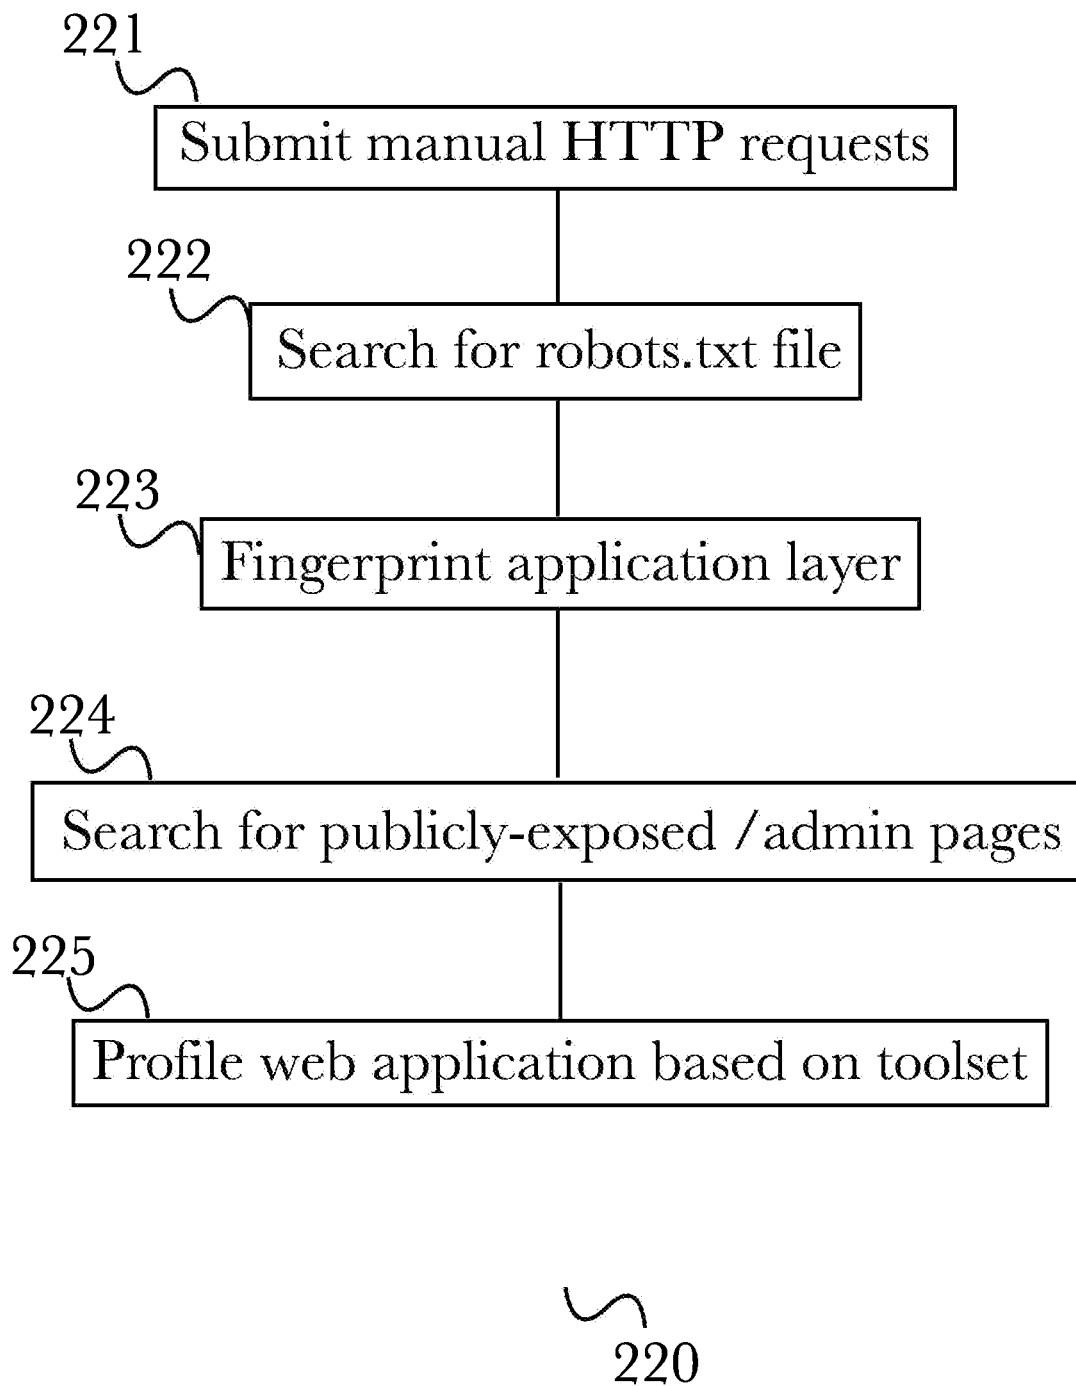 221
Submit manual HTTP requests
222
Search for robots.txt file
223
Fingerprint application layer
224
Search for publicly-exposed /admin pages
225
Profile web application based on toolset
220